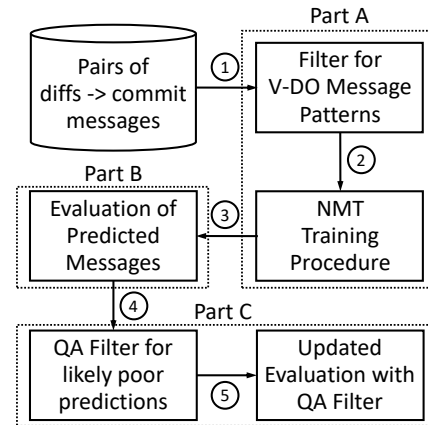 Part A
Pairs of
diffs -> commit
messages
1
Filter for
V-DO Message
Patterns
2
Part B
Evaluation of
Predicted
Messages
3
NMT
Training
Procedure
4
Part C
QA Filter for
likely poor
predictions
5
Updated
Evaluation with
QA Filter